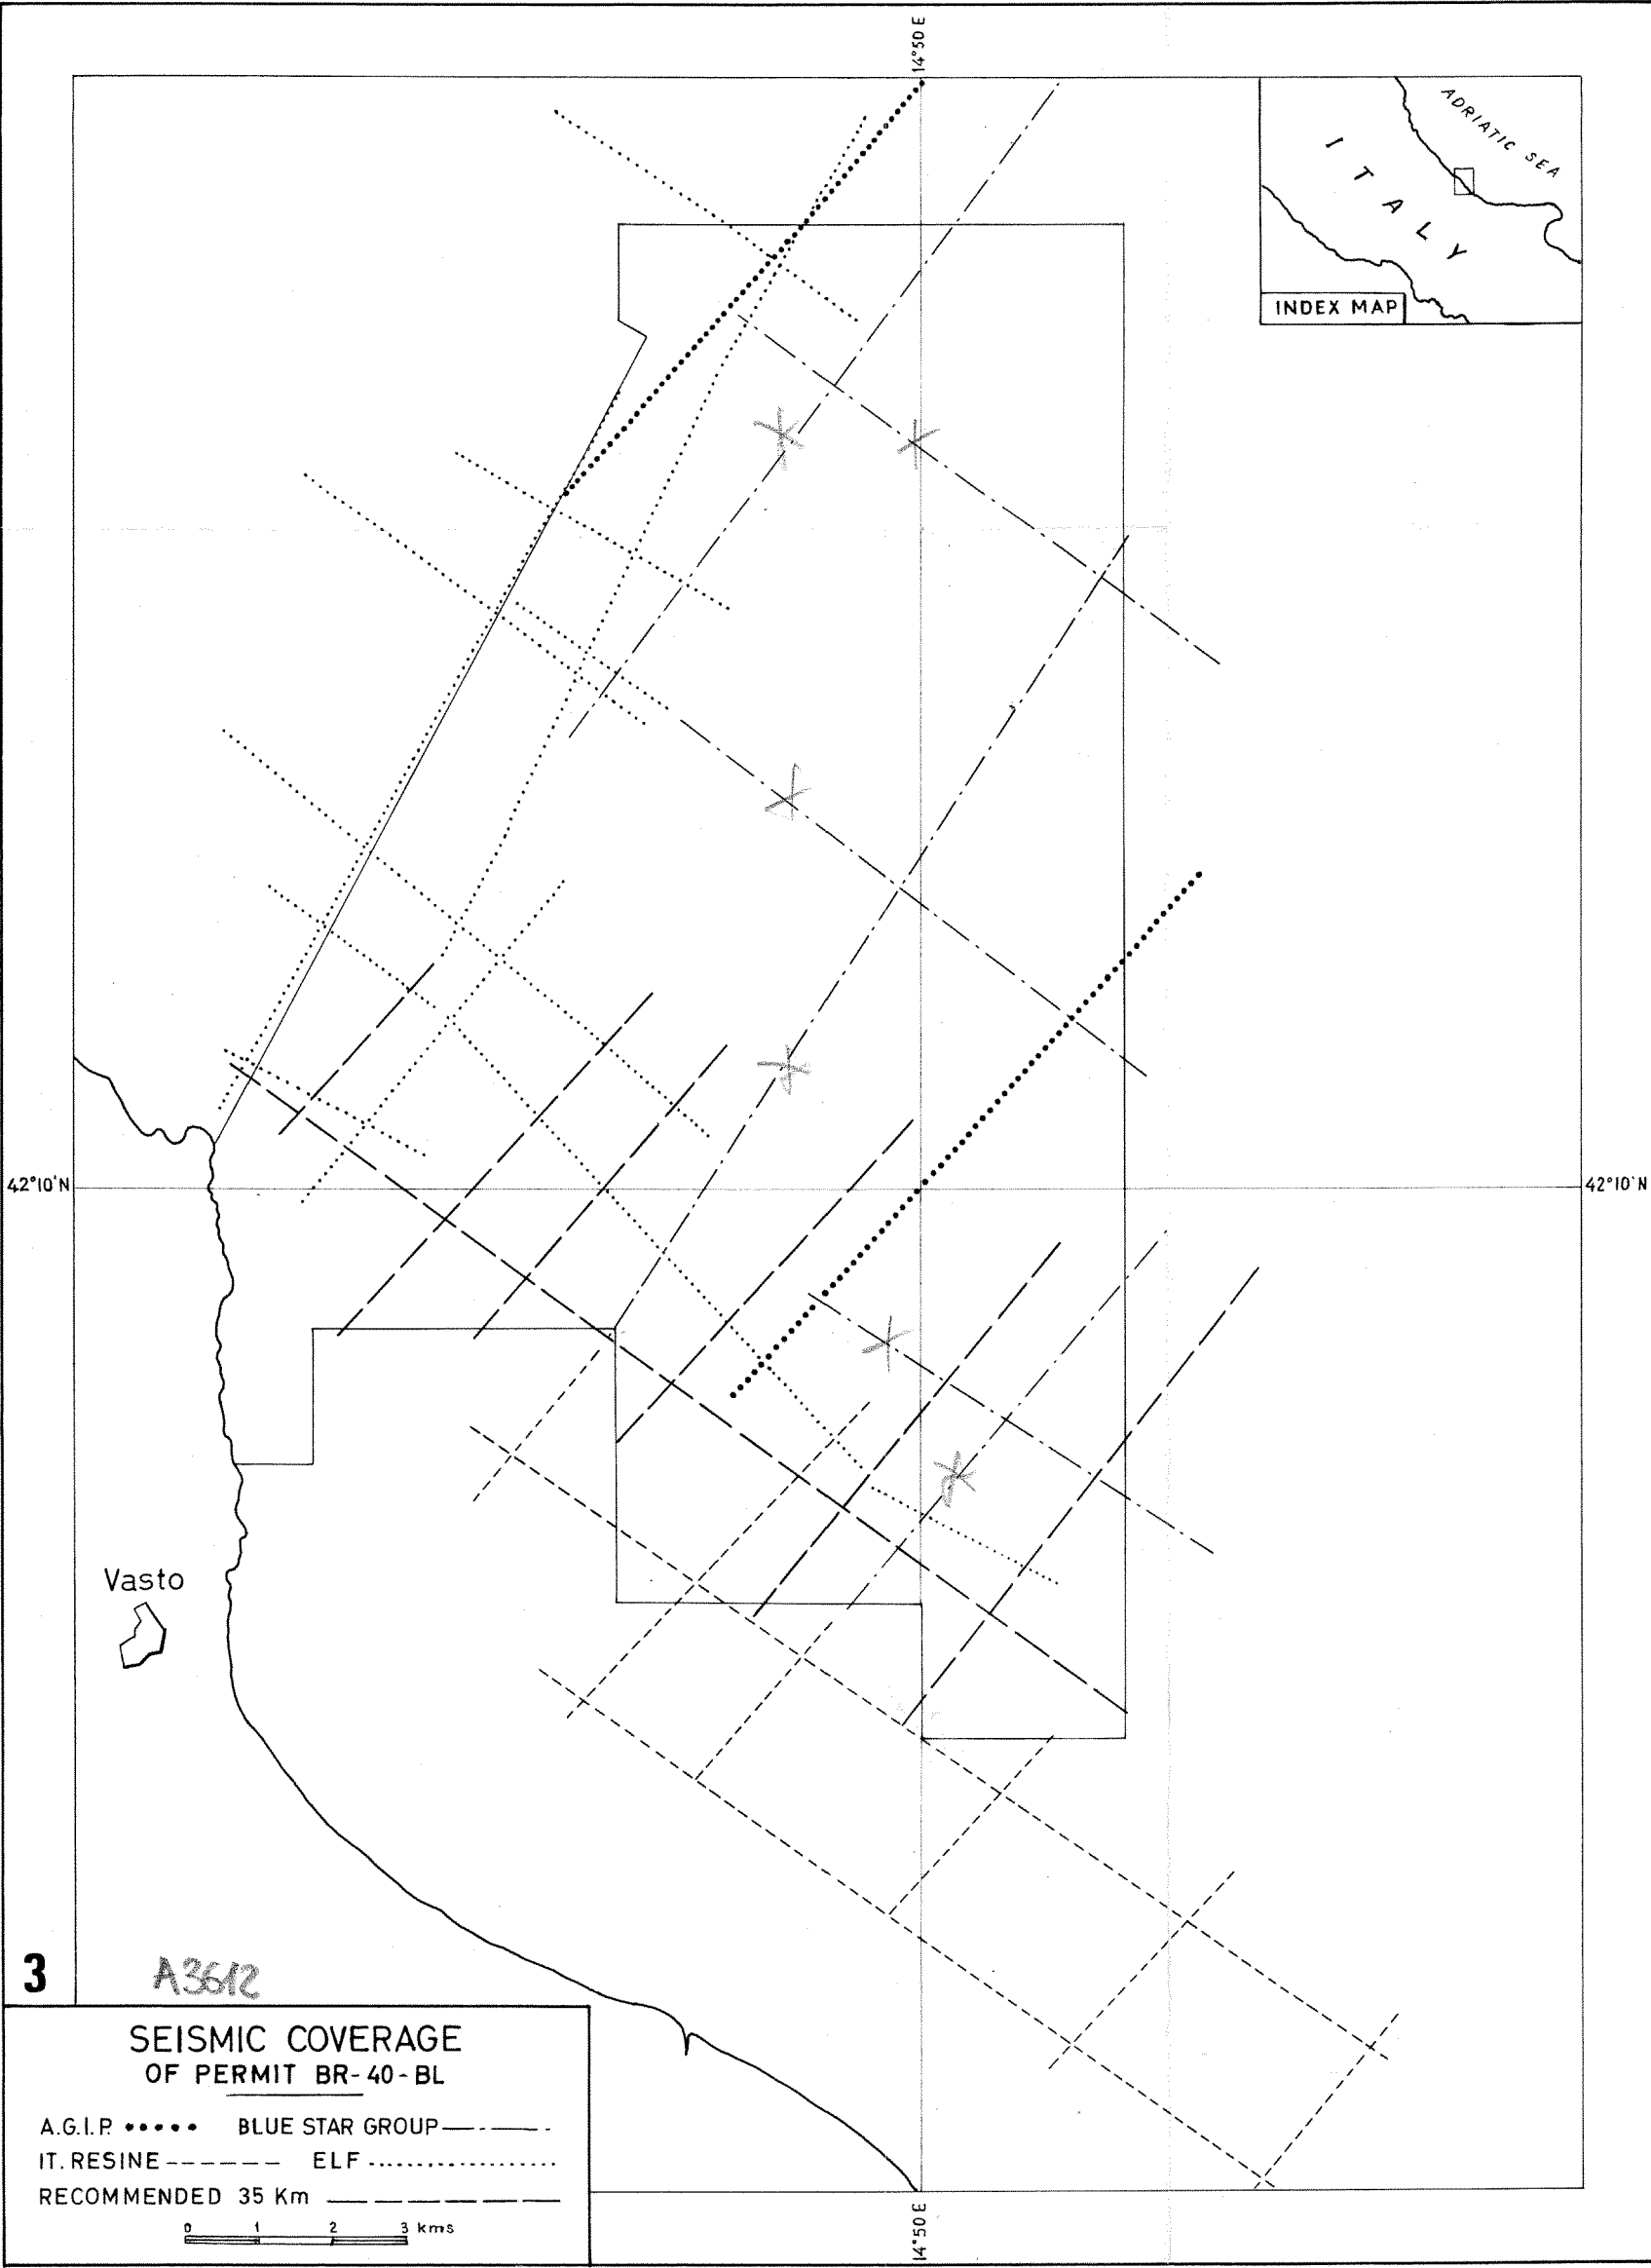 14°50 E
ADRIATIC SEA
ITALY
INDEX MAP
42°10'N
42°10'N
Vasto
3
A3612
SEISMIC COVERAGE
OF PERMIT BR-40-BL
A.G.I.P. BLUE STAR GROUP
IT. RESINE ELF
RECOMMENDED 35 Km
0 1 2 3 kms
14°50 E